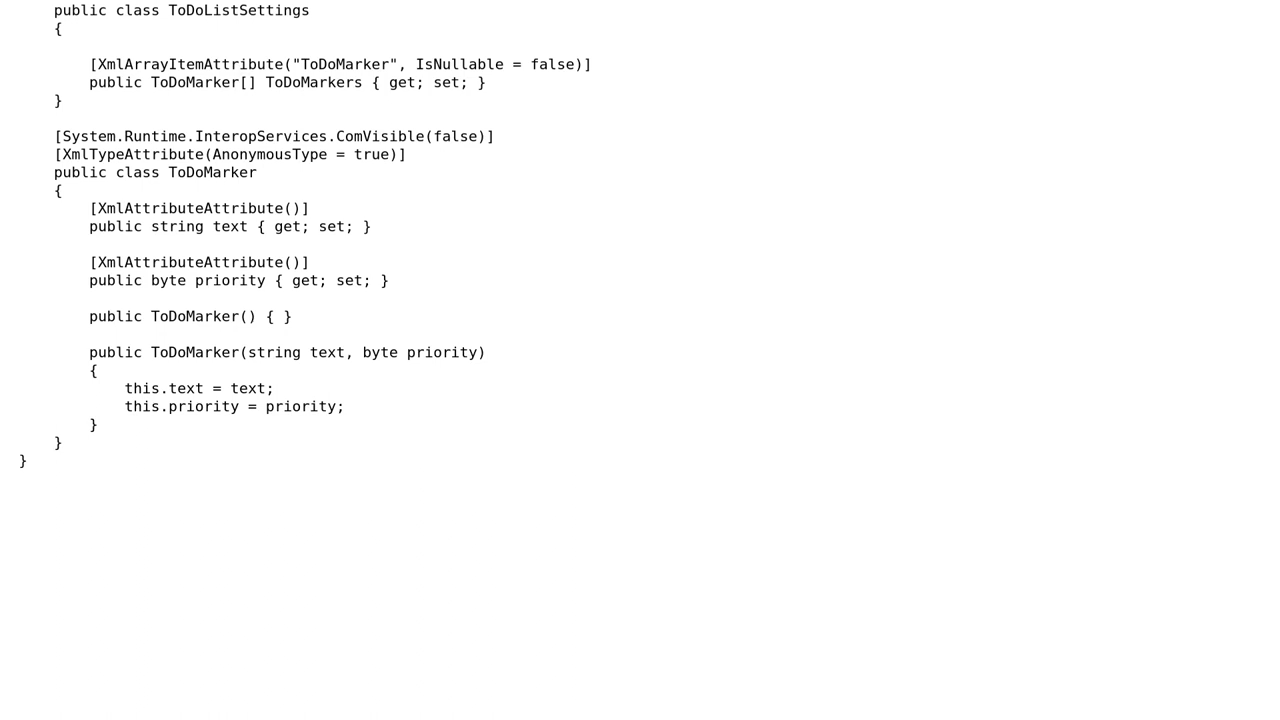 public class ToDoListSettings
{
[XmlArrayItemAttribute("ToDoMarker", IsNullable = false)]
public ToDoMarker[] ToDoMarkers { get; set; }
}
[System.Runtime.InteropServices.ComVisible(false)]
[XmlTypeAttribute(AnonymousType = true)]
public class ToDoMarker
{
[XmlAttributeAttribute()]
public string text { get; set; }
[XmlAttributeAttribute()]
public byte priority { get; set; }
public ToDoMarker() { }
public ToDoMarker(string text, byte priority)
{
this.text = text;
this.priority = priority;
}
}
}